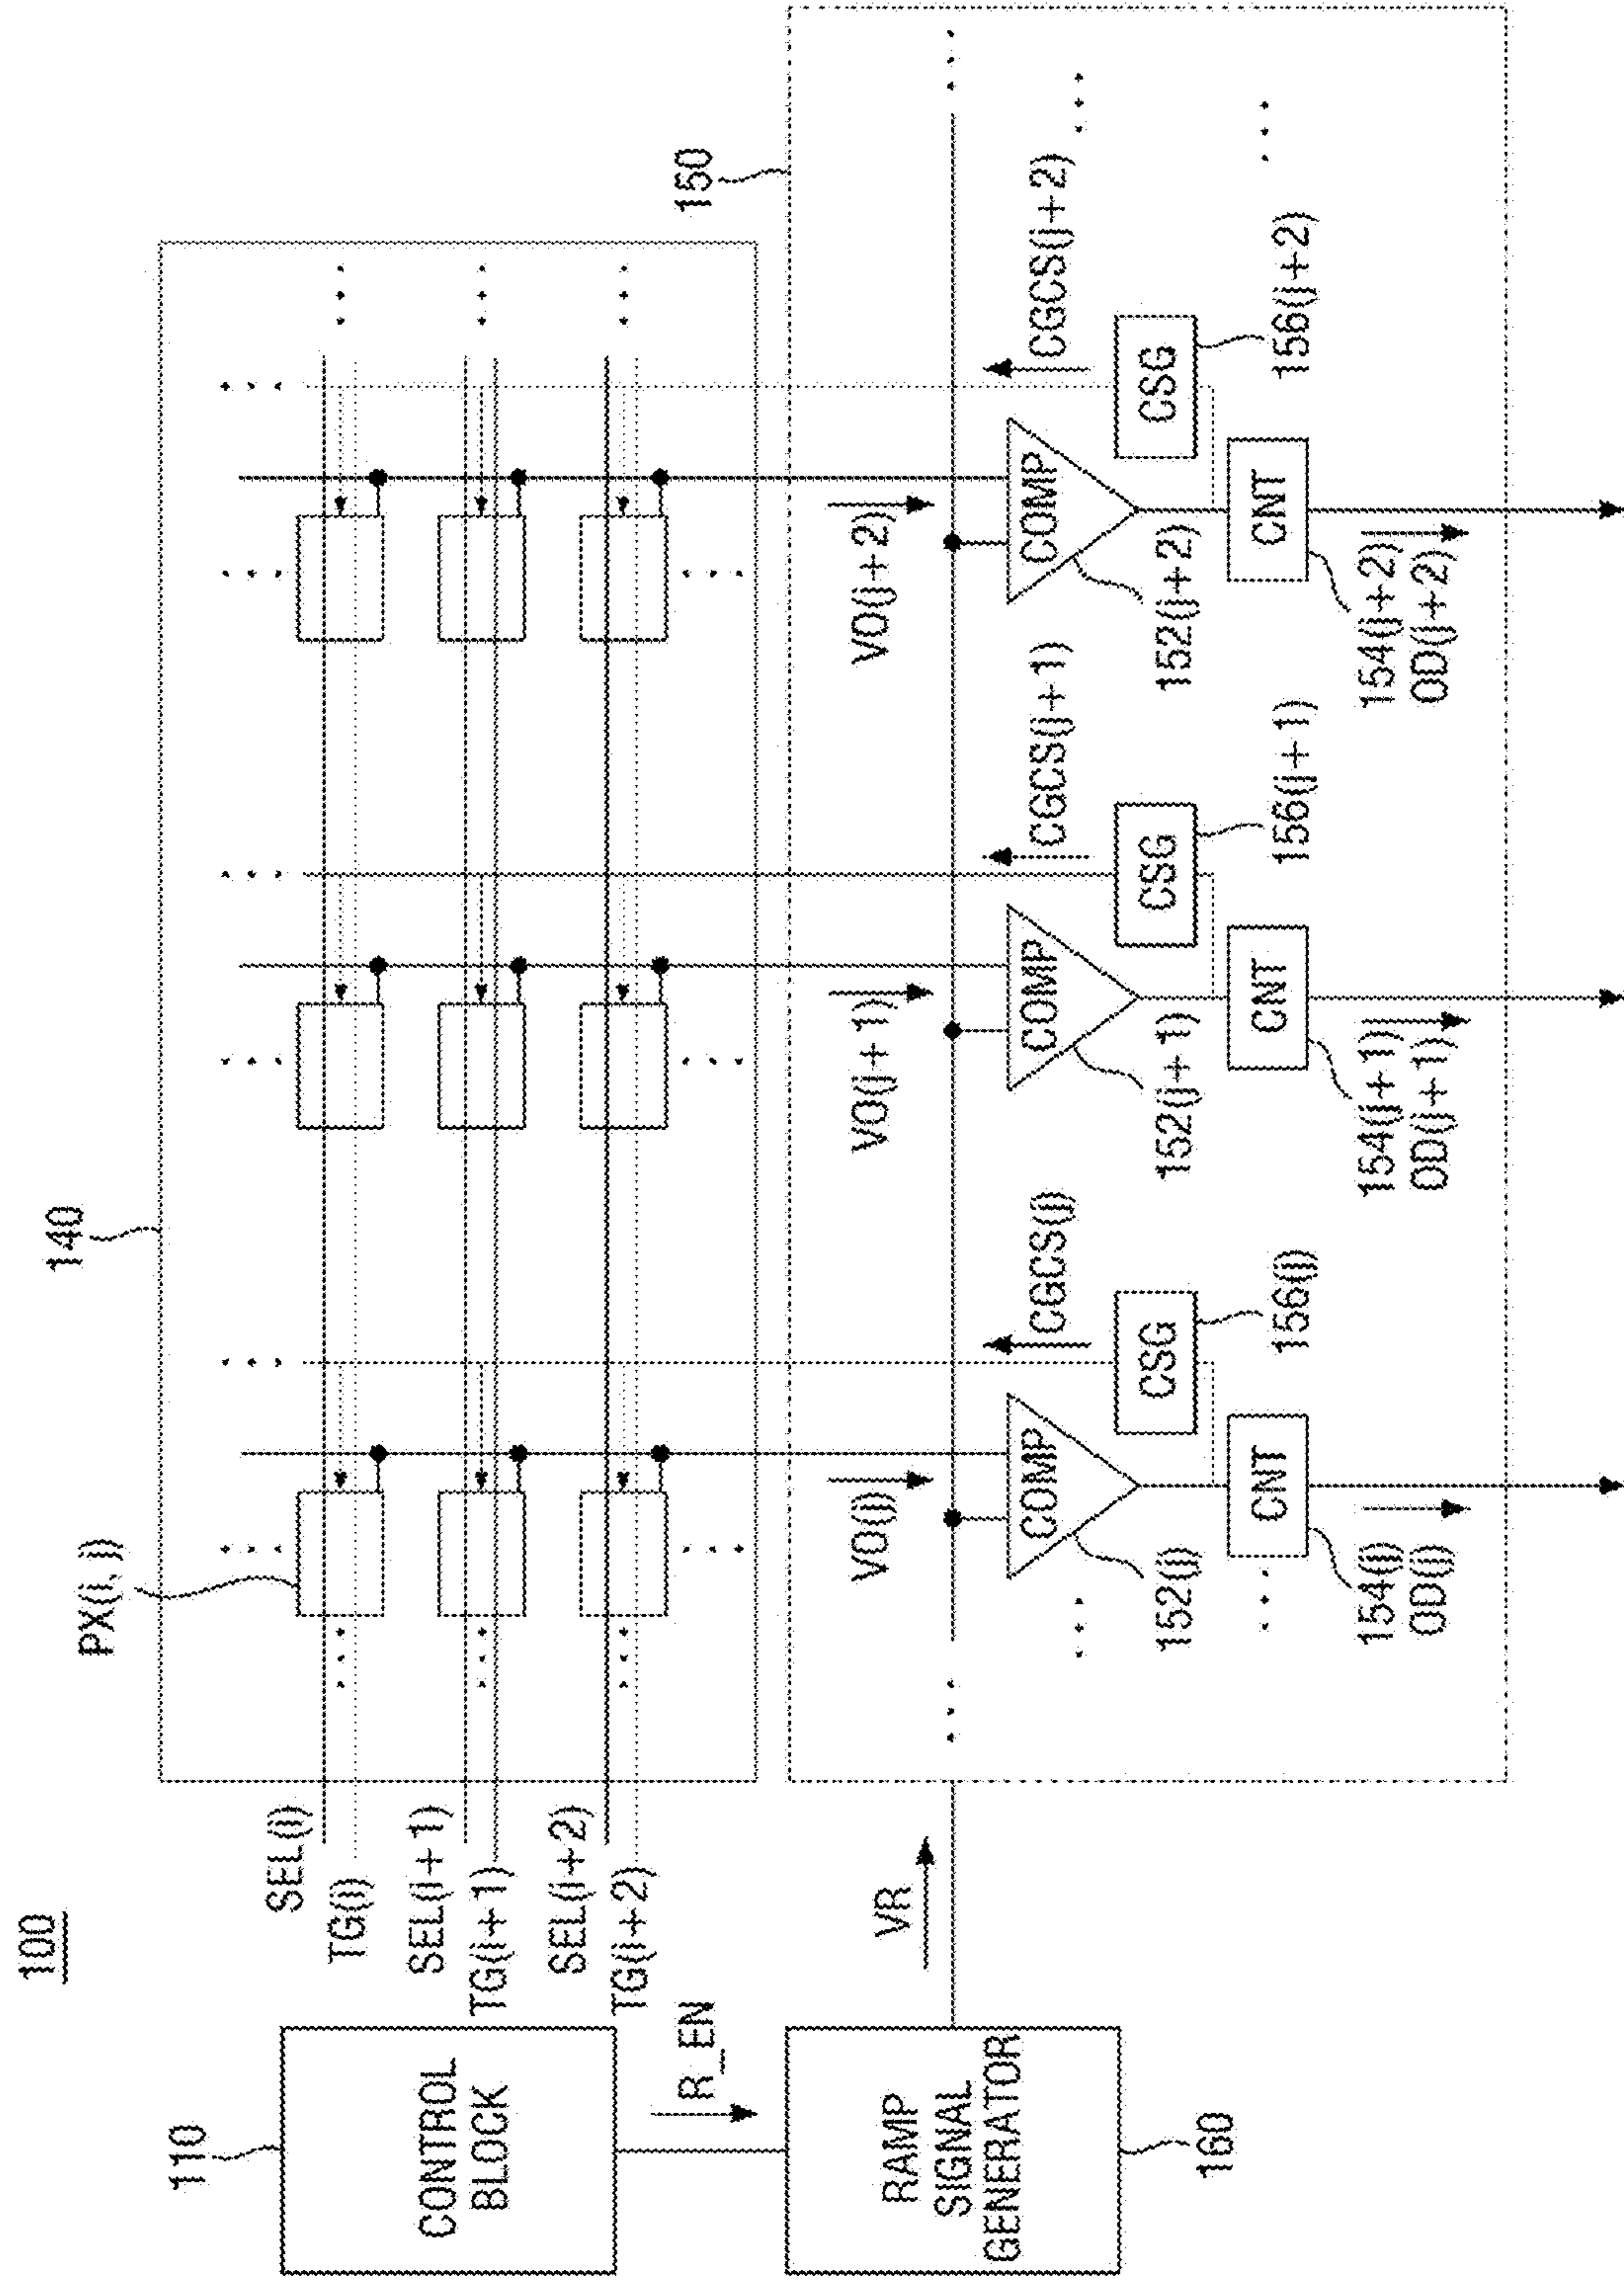 100
140
PX(i, j)
SEL(i)
TG(i)
SEL(i+1)
TG(i+1)
SEL(i+2)
TG(i+2)
110
CONTROL
BLOCK
R_EN
RAMP
SIGNAL
GENERATOR
160
VR
150
VO(j)
VO(j+1)
VO(j+2)
CGCS(j)
CGCS(j+1)
CGCS(j+2)
COMP
COMP
COMP
CSG
CSG
CSG
152(j)
152(j+1)
152(j+2)
156(j)
156(j+1)
156(j+2)
CNT
CNT
CNT
154(j)
OD(j)
154(j+1)
OD(j+1)
154(j+2)
OD(j+2)